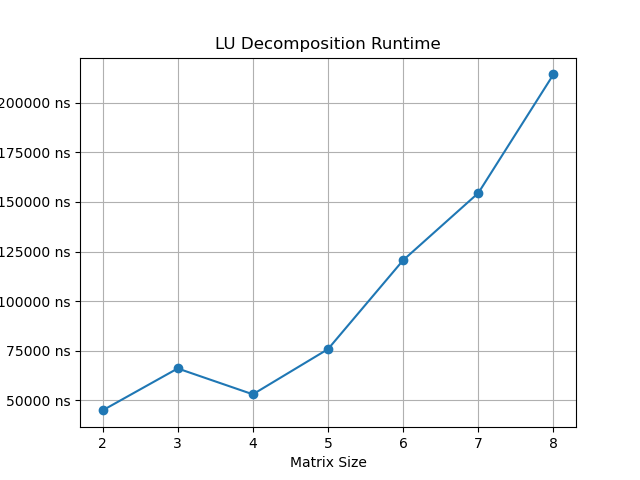 LU Decomposition Runtime
200000 ns
175000 ns
150000 ns
125000 ns
100000 ns
75000 ns
50000 ns
2 3 4 5 6 7 8
Matrix Size